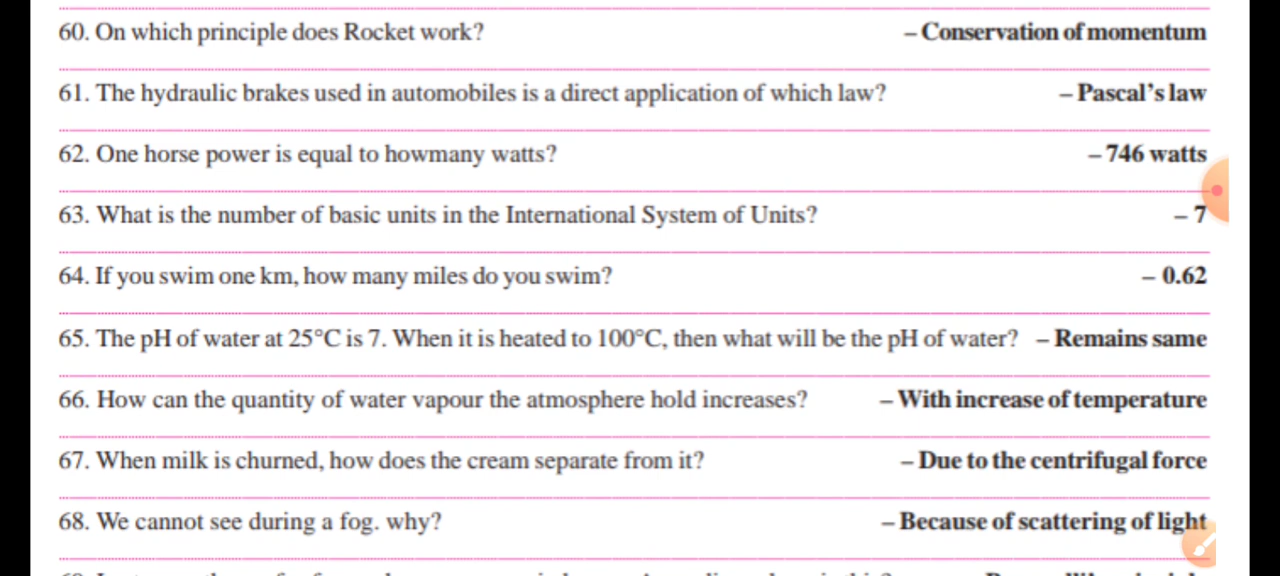 60. On which principle does Rocket work? – Conservation of momentum
61. The hydraulic brakes used in automobiles is a direct application of which law? – Pascal's law
62. One horse power is equal to howmany watts? – 746 watts
63. What is the number of basic units in the International System of Units? – 7
64. If you swim one km, how many miles do you swim? – 0.62
65. The pH of water at 25°C is 7. When it is heated to 100°C, then what will be the pH of water? – Remains same
66. How can the quantity of water vapour the atmosphere hold increases? – With increase of temperature
67. When milk is churned, how does the cream separate from it? – Due to the centrifugal force
68. We cannot see during a fog. why? – Because of scattering of light